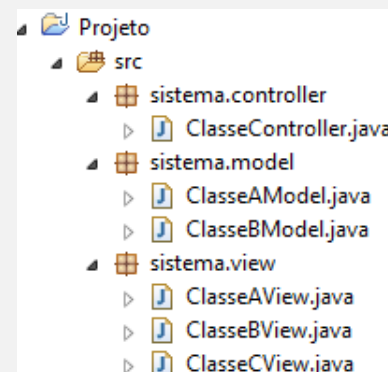 Projeto
src
sistema.controller
ClasseController.java
sistema.model
ClasseAModel.java
ClasseBModel.java
sistema.view
ClasseAView.java
ClasseBView.java
ClasseCView.java